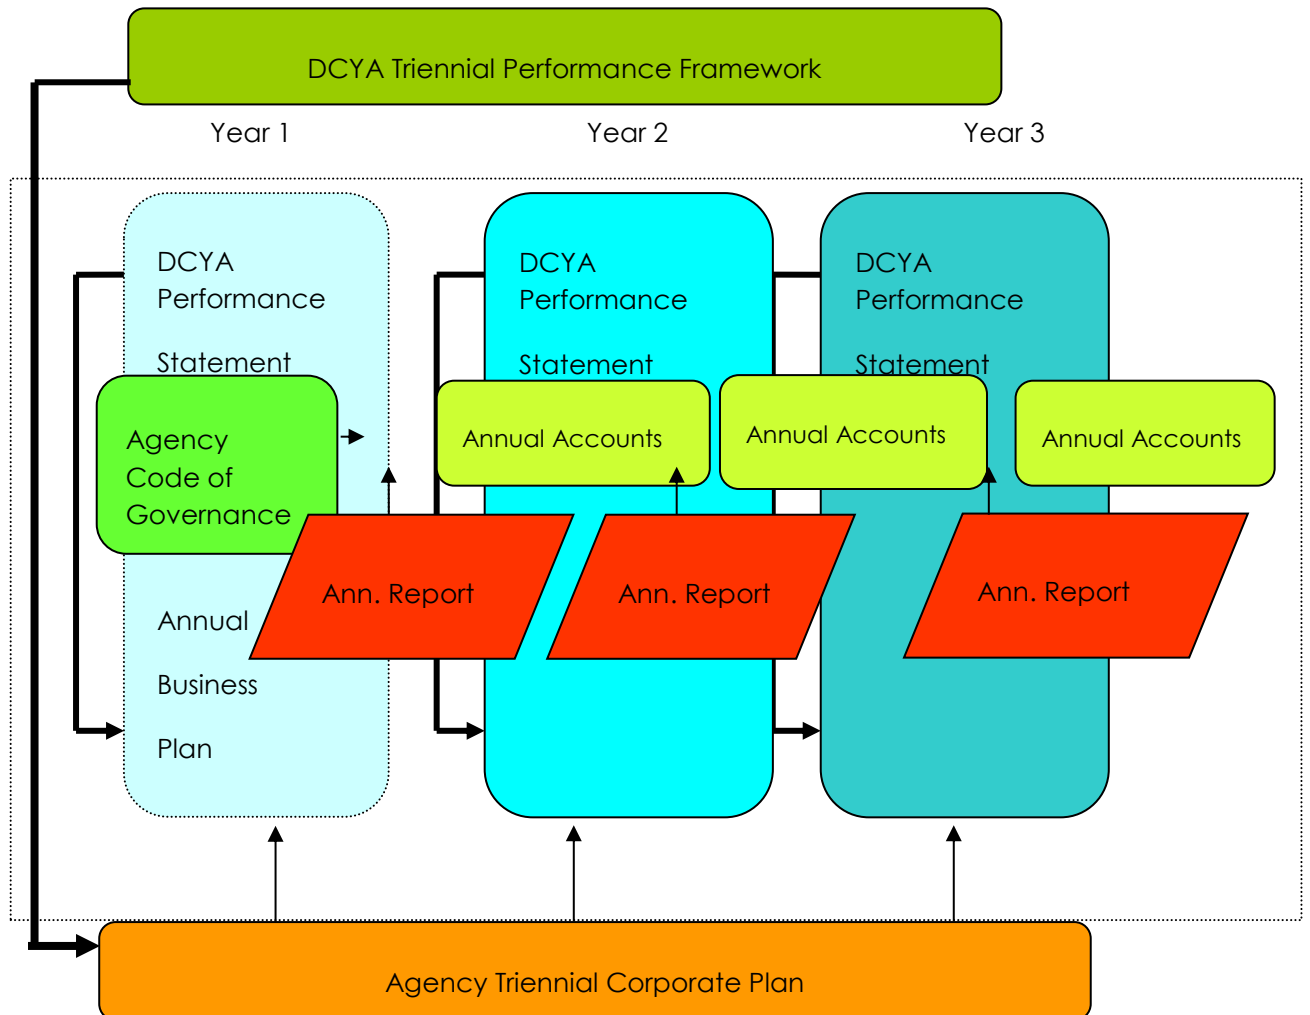 DCYA Triennial Performance Framework
Year 1
Year 2
Year 3
DCYA
Performance
Statement
Agency
Code of
Governance
Annual
Business
Plan
DCYA
Performance
Statement
Annual Accounts
DCYA
Performance
Statement
Annual Accounts
Annual Accounts
Ann. Report
Ann. Report
Ann. Report
Agency Triennial Corporate Plan